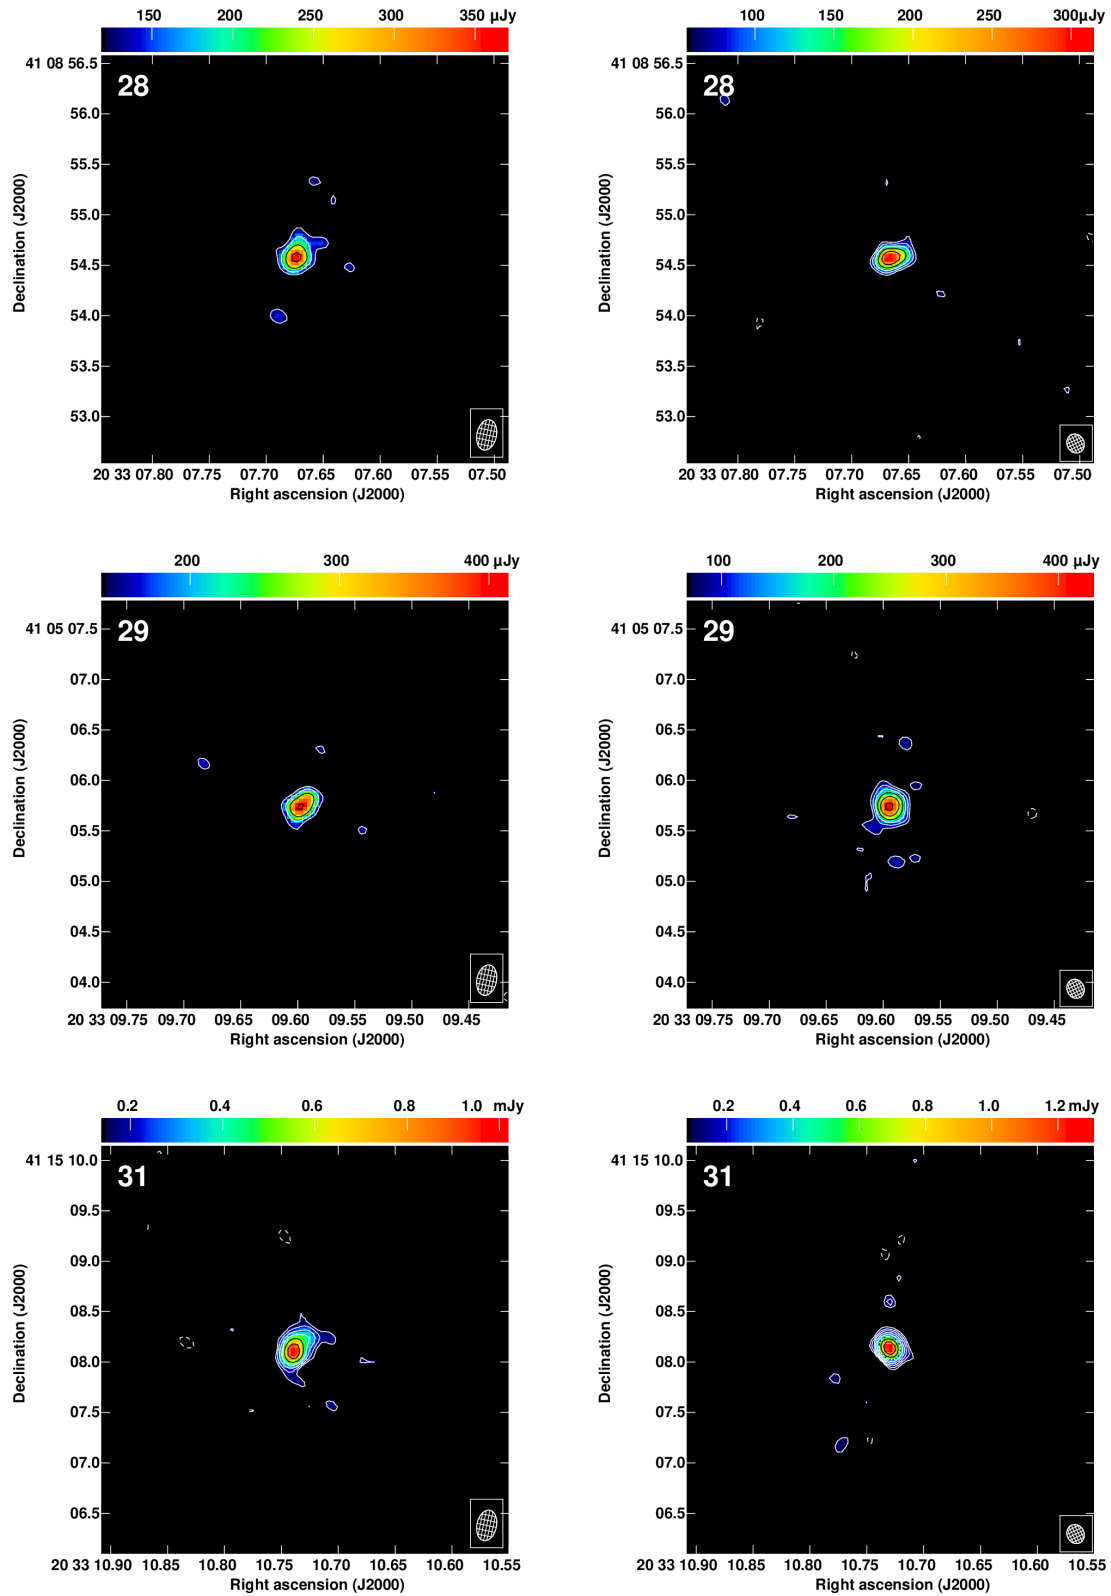 150 200 250 300 350 μJy
41 08 56.5
28
56.0
55.5
55.0
54.5
54.0
53.5
53.0
Declination (J2000)
20 33 07.80 07.75 07.70 07.65 07.60 07.55 07.50
Right ascension (J2000)
100 150 200 250 300μJy
41 08 56.5
28
56.0
55.5
55.0
54.5
54.0
53.5
53.0
Declination (J2000)
20 33 07.80 07.75 07.70 07.65 07.60 07.55 07.50
Right ascension (J2000)
200 300 400 μJy
41 05 07.5
29
07.0
06.5
06.0
05.5
05.0
04.5
04.0
Declination (J2000)
20 33 09.75 09.70 09.65 09.60 09.55 09.50 09.45
Right ascension (J2000)
100 200 300 400 μJy
41 05 07.5
29
07.0
06.5
06.0
05.5
05.0
04.5
04.0
Declination (J2000)
20 33 09.75 09.70 09.65 09.60 09.55 09.50 09.45
Right ascension (J2000)
0.2 0.4 0.6 0.8 1.0 mJy
41 15 10.0
31
09.5
09.0
08.5
08.0
07.5
07.0
06.5
Declination (J2000)
20 33 10.90 10.85 10.80 10.75 10.70 10.65 10.60 10.55
Right ascension (J2000)
0.2 0.4 0.6 0.8 1.0 1.2 mJy
41 15 10.0
31
09.5
09.0
08.5
08.0
07.5
07.0
06.5
Declination (J2000)
20 33 10.90 10.85 10.80 10.75 10.70 10.65 10.60 10.55
Right ascension (J2000)